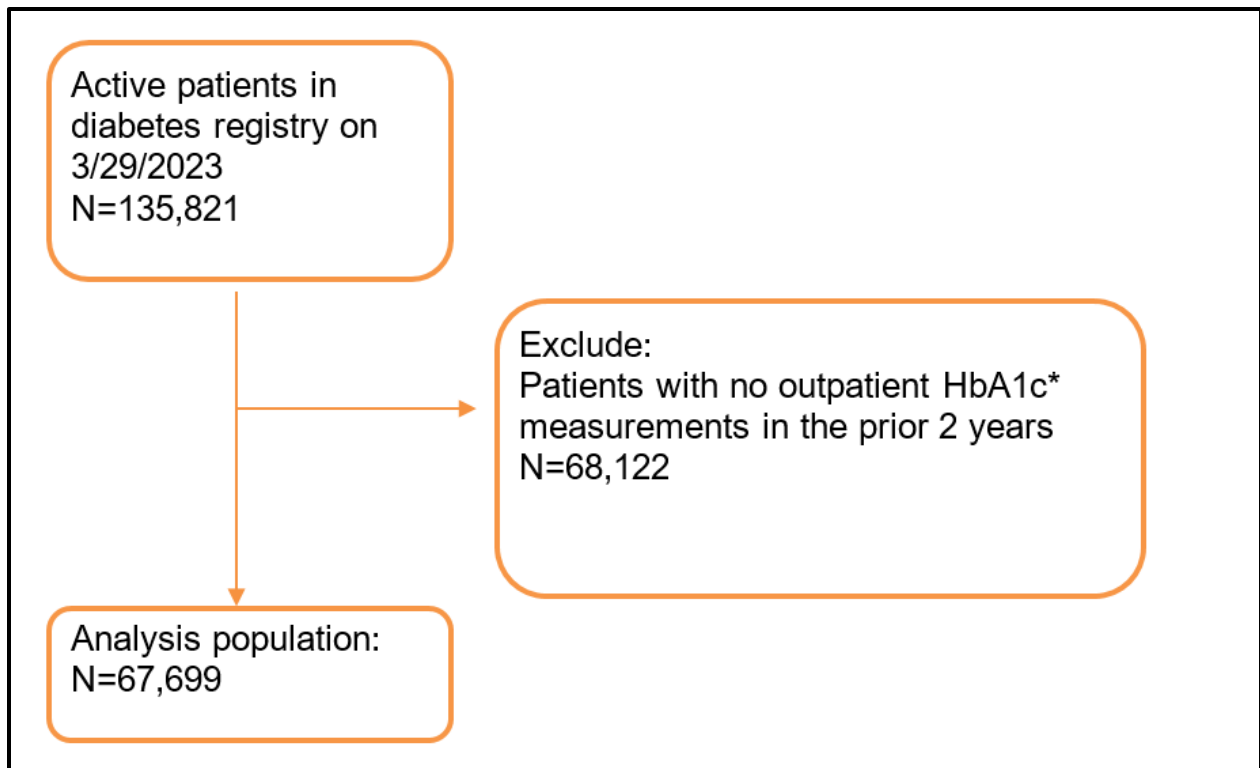 Active patients in
diabetes registry on
3/29/2023
N=135,821
Exclude:
Patients with no outpatient HbA1c*
measurements in the prior 2 years
N=68,122
Analysis population:
N=67,699